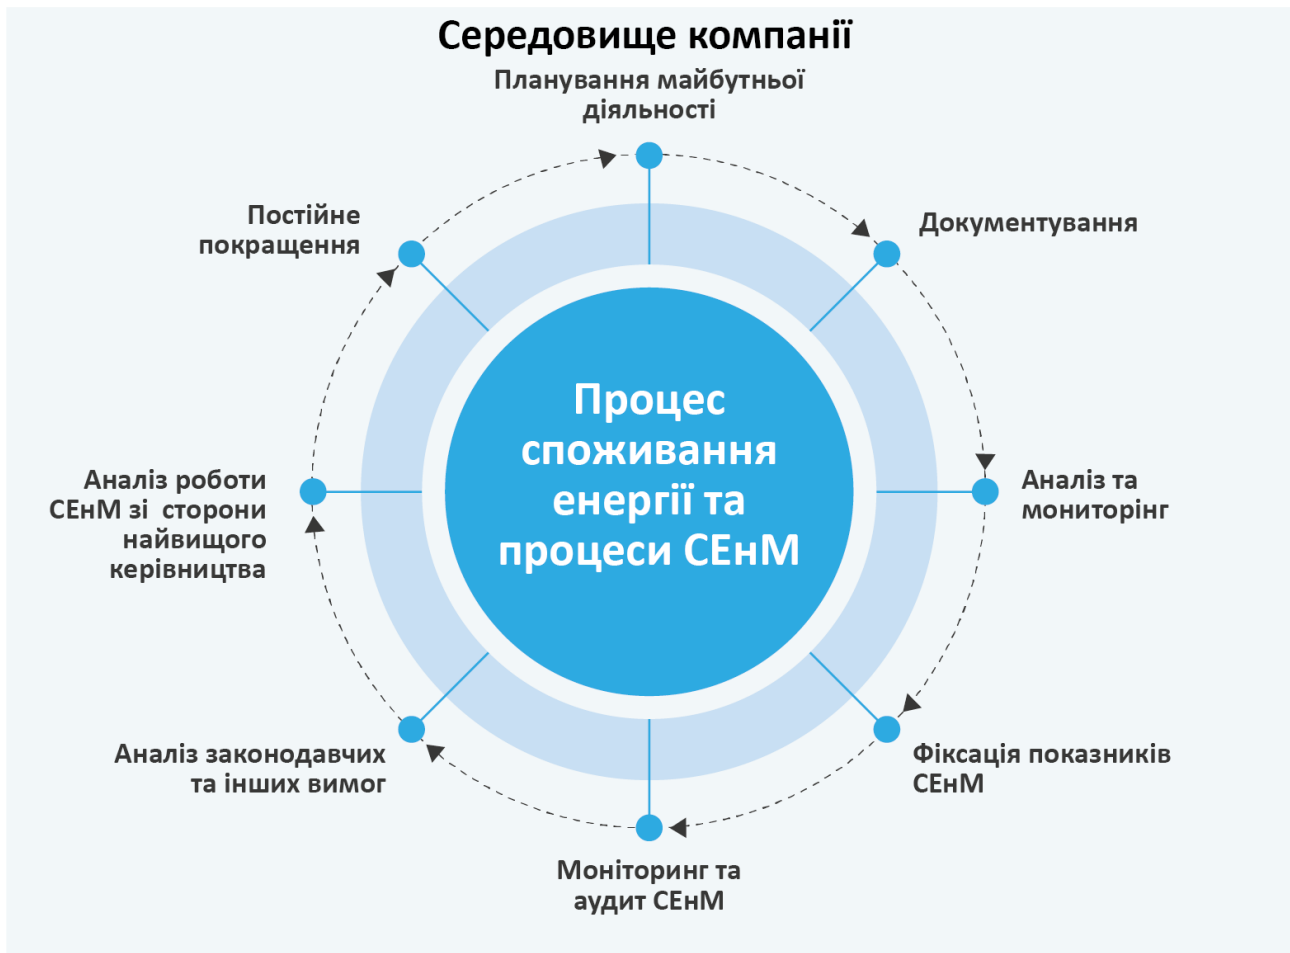 Середовище компанії
Планування майбутньої
діяльності
Документування
Аналіз та
мониторінг
Фіксація показників
СЕнМ
Моніторинг та
аудит СЕнМ
Аналіз законодавчих
та інших вимог
Аналіз роботи
СЕнМ зі сторони
найвищого
керівництва
Постійне
покращення
Процес
споживання
енергії та
процеси СЕнМ